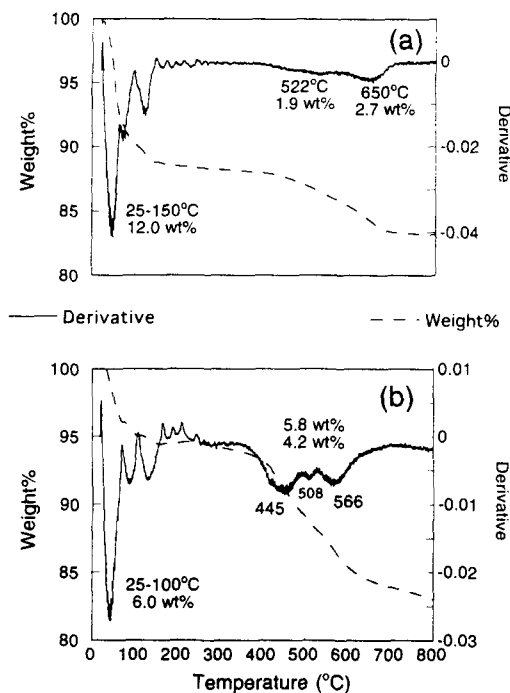 (a)
100
95
90
85
80
Weight%
0
-0.02
-0.04
Derivative
522°C
1.9 wt%
650°C
2.7 wt%
25-150°C
12.0 wt%
Derivative
Weight%
(b)
100
95
90
85
80
Weight%
0.01
0
-0.01
-0.02
-0.03
Derivative
5.8 wt%
4.2 wt%
445
508
566
25-100°C
6.0 wt%
0 100 200 300 400 500 600 700 800
Temperature (°C)